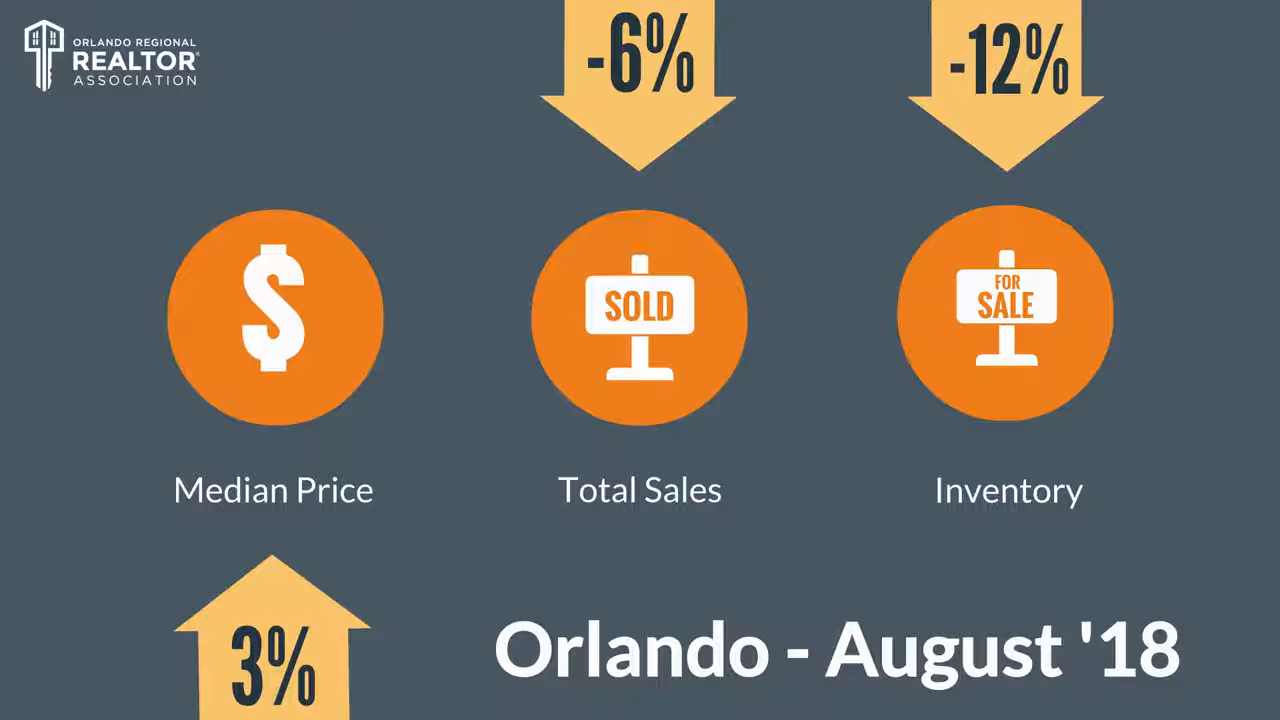 ORLANDO REGIONAL
REALTOR®
ASSOCIATION
-6%
-12%
SOLD
FOR
SALE
Median Price
Total Sales
Inventory
3%
Orlando - August '18